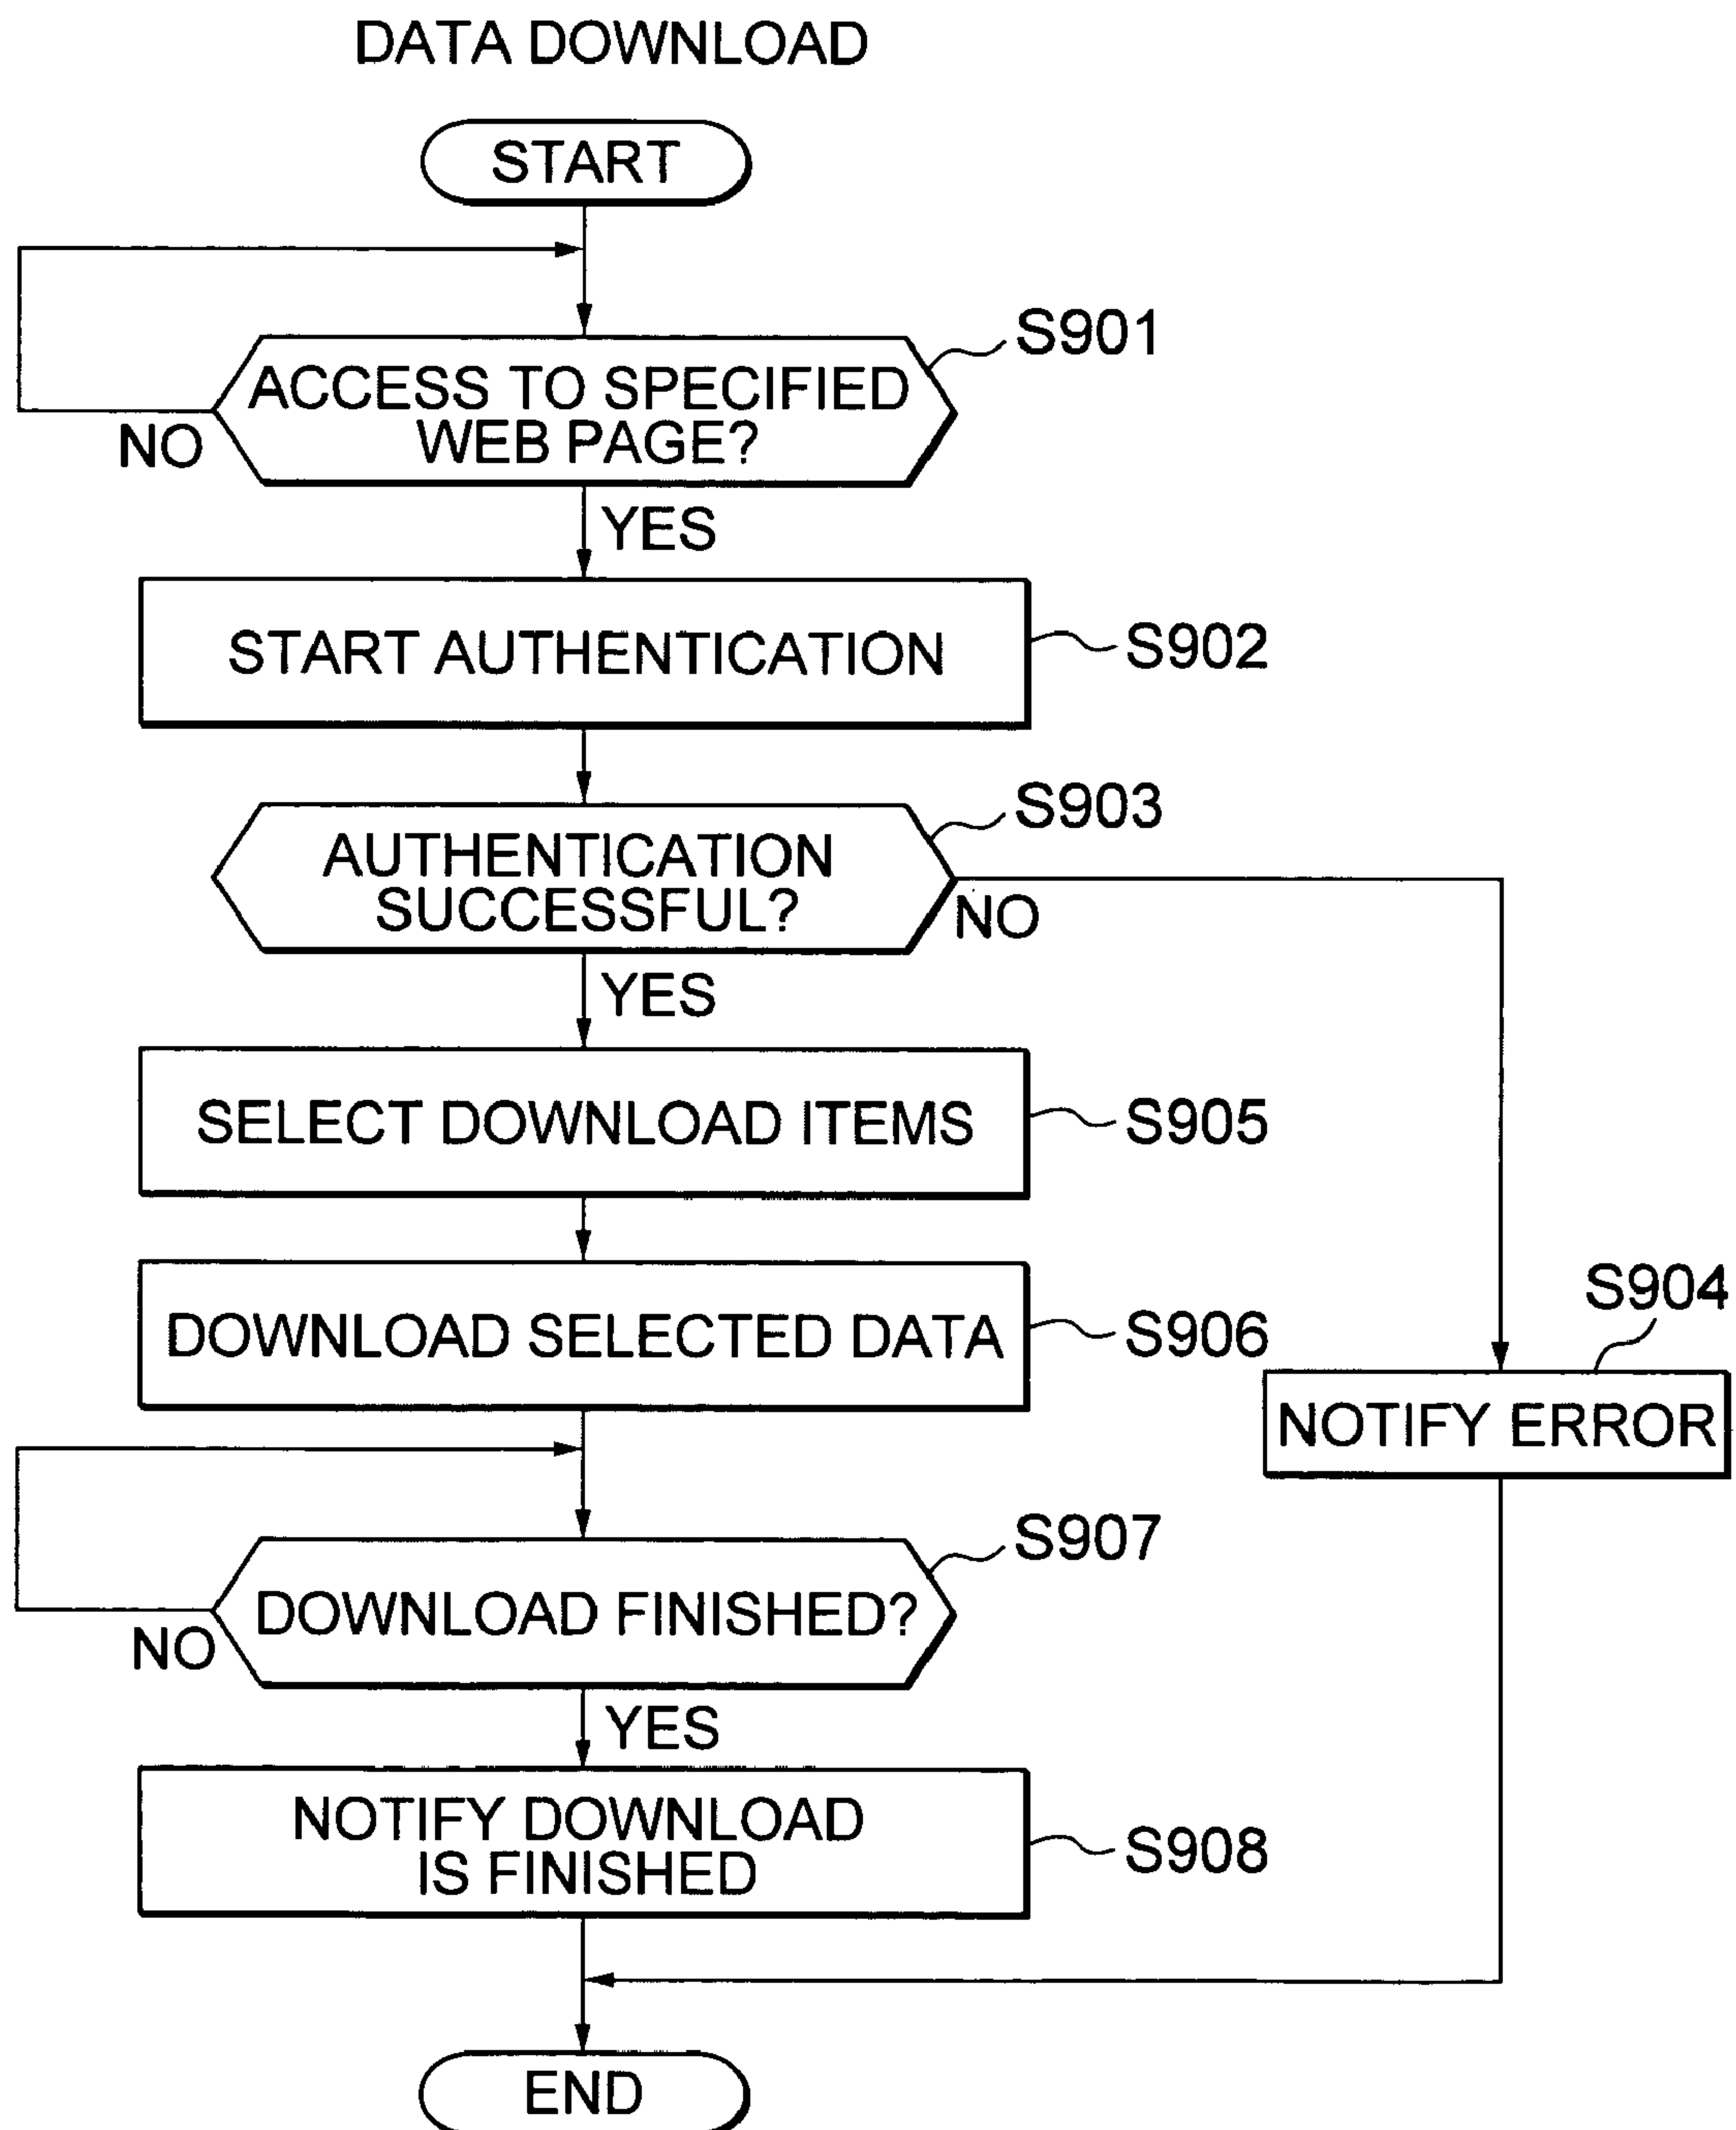 DATA DOWNLOAD
START
S901
ACCESS TO SPECIFIED
WEB PAGE?
NO
YES
START AUTHENTICATION
S902
S903
AUTHENTICATION
SUCCESSFUL?
NO
YES
SELECT DOWNLOAD ITEMS
S905
DOWNLOAD SELECTED DATA
S906
S904
NOTIFY ERROR
S907
DOWNLOAD FINISHED?
NO
YES
NOTIFY DOWNLOAD
IS FINISHED
S908
END